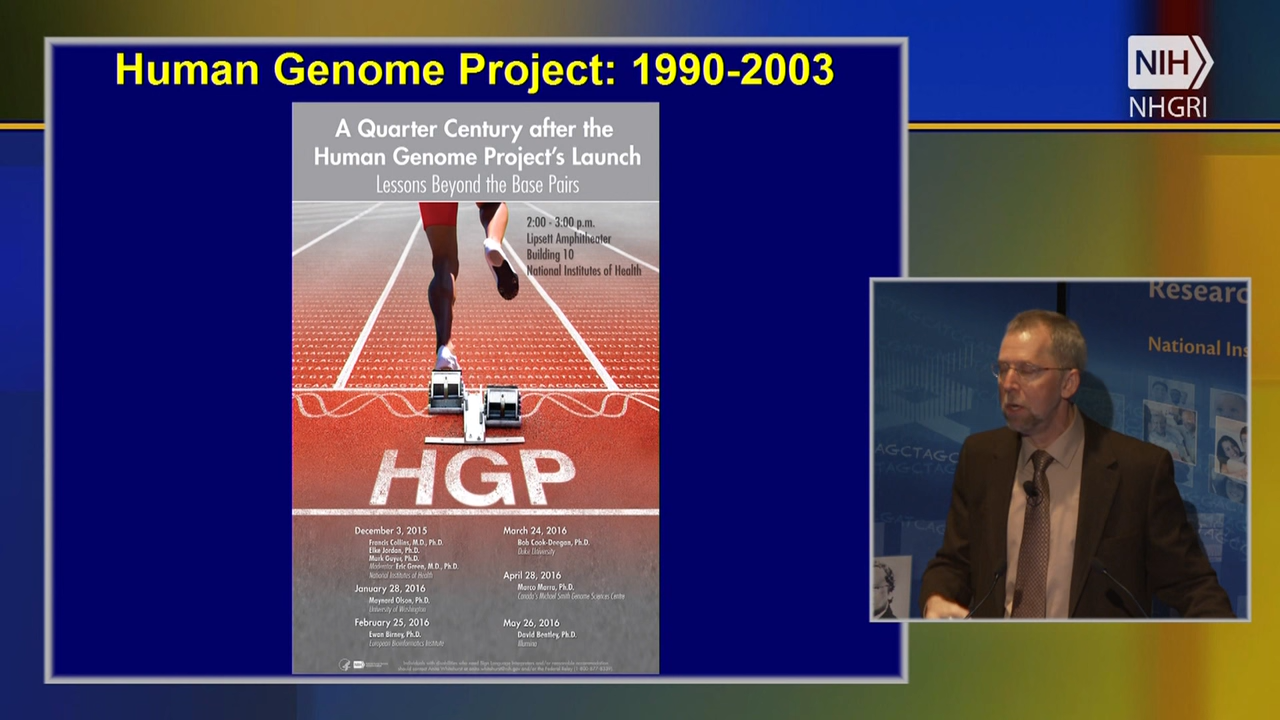 Human Genome Project: 1990-2003
A Quarter Century after the
Human Genome Project's Launch
Lessons Beyond the Base Pairs
2:00 - 3:00 p.m.
Lipsett Amphitheater
Building 10
National Institutes of Health
HGP
December 3, 2015
Francis Collins, M.D., Ph.D.
Elke Jordan, Ph.D.
Mark Guyer, Ph.D.
Moderator: Eric Green, M.D., Ph.D.
National Institutes of Health
January 28, 2016
Maynard Olson, Ph.D.
University of Washington
February 25, 2016
Ewan Birney, Ph.D.
European Bioinformatics Institute
March 24, 2016
Bob Cook-Deegan, Ph.D.
Duke University
April 28, 2016
Marco Marra, Ph.D.
Canada's Michael Smith Genome Sciences Centre
May 26, 2016
David Bentley, Ph.D.
Illumina
NIH
NHGRI
Researc
National Ins
AGCTAGC